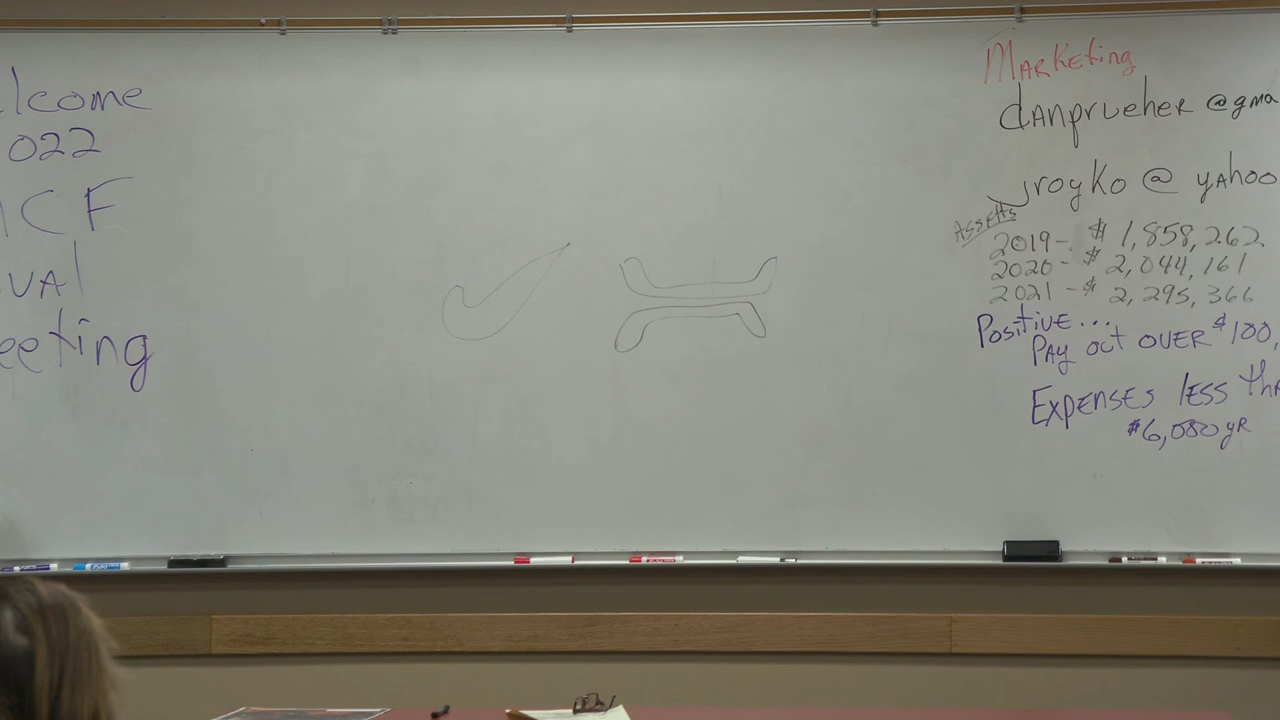 lcome
022
CF
UAl
eeting
Marketing
danprueher @gma
jroyko @ yahoo
Assets
2019 - $ 1,858,262
2020 - $ 2,044,161
2021 - $ 2,295,366
Positive...
Pay out over $100,
Expenses less tha
$6,080 yr